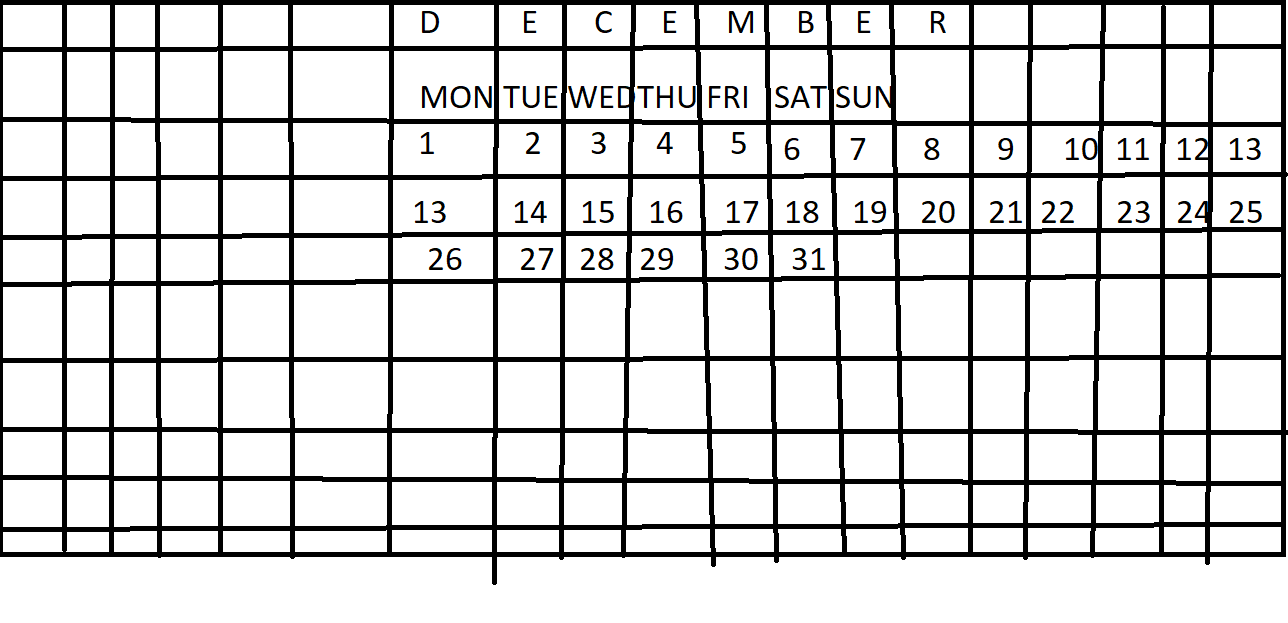 D E C E M B E R
MON TUE WED THU FRI SAT SUN
1 2 3 4 5 6 7 8 9 10 11 12 13
13 14 15 16 17 18 19 20 21 22 23 24 25
26 27 28 29 30 31